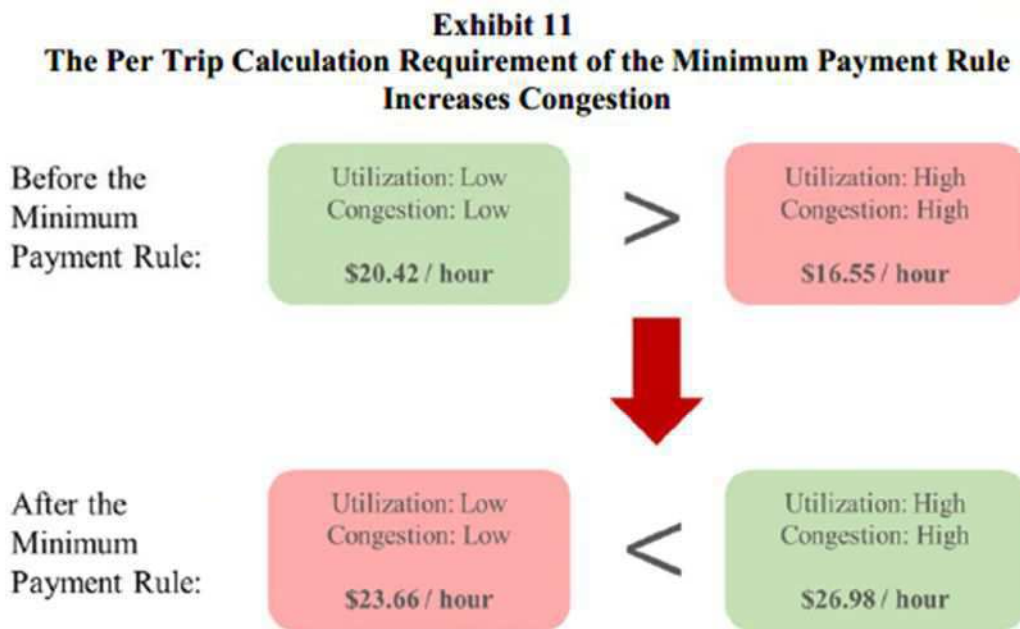 Exhibit 11
The Per Trip Calculation Requirement of the Minimum Payment Rule
Increases Congestion
Before the
Minimum
Payment Rule:
Utilization: Low
Congestion: Low
$20.42 / hour
>
Utilization: High
Congestion: High
$16.55 / hour
After the
Minimum
Payment Rule:
Utilization: Low
Congestion: Low
$23.66 / hour
<
Utilization: High
Congestion: High
$26.98 / hour